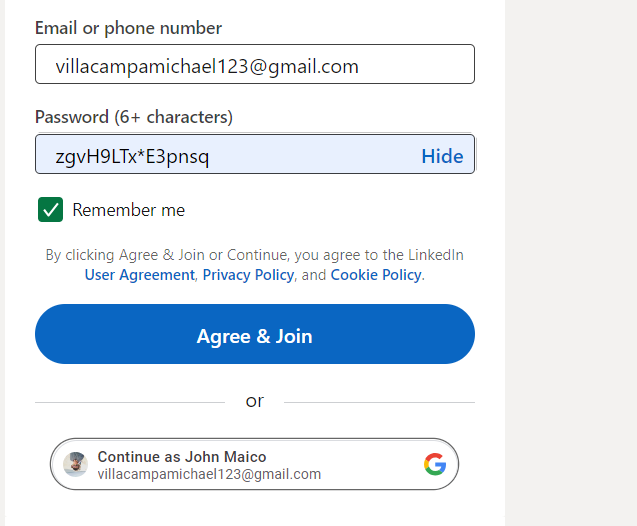 Email or phone number
villacampamichael123@gmail.com
Password (6+ characters)
zgvH9LTx*E3pnsq Hide
Remember me
By clicking Agree & Join or Continue, you agree to the LinkedIn
User Agreement, Privacy Policy, and Cookie Policy.
Agree & Join
or
Continue as John Maico
villacampamichael123@gmail.com